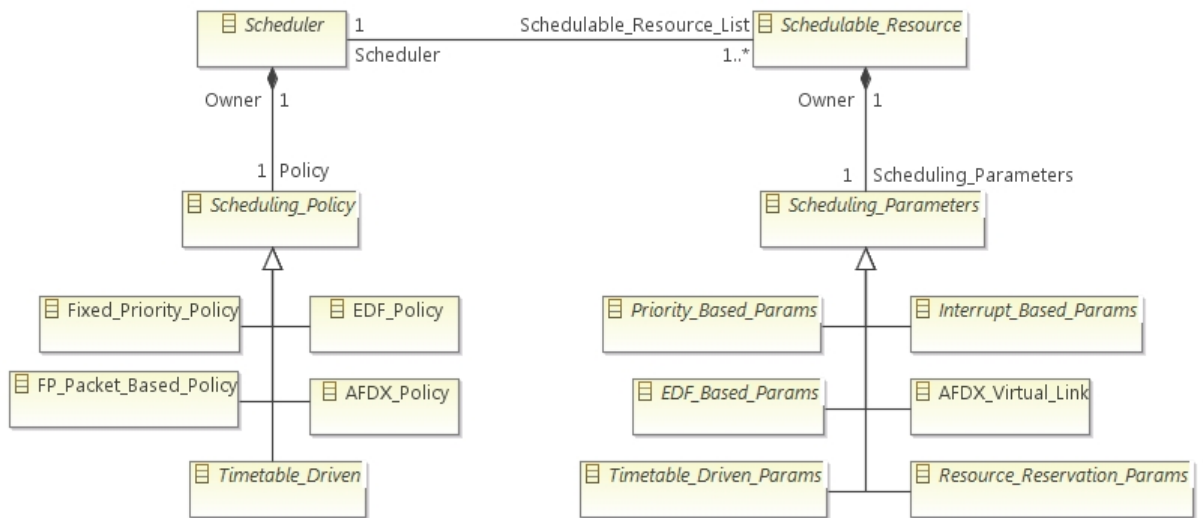 Scheduler
1
Schedulable_Resource_List
Schedulable_Resource
Scheduler
1..*
Owner
1
Owner
1
1
Policy
1
Scheduling_Parameters
Scheduling_Policy
Scheduling_Parameters
Fixed_Priority_Policy
EDF_Policy
Priority_Based_Params
Interrupt_Based_Params
FP_Packet_Based_Policy
AFDX_Policy
EDF_Based_Params
AFDX_Virtual_Link
Timetable_Driven
Timetable_Driven_Params
Resource_Reservation_Params